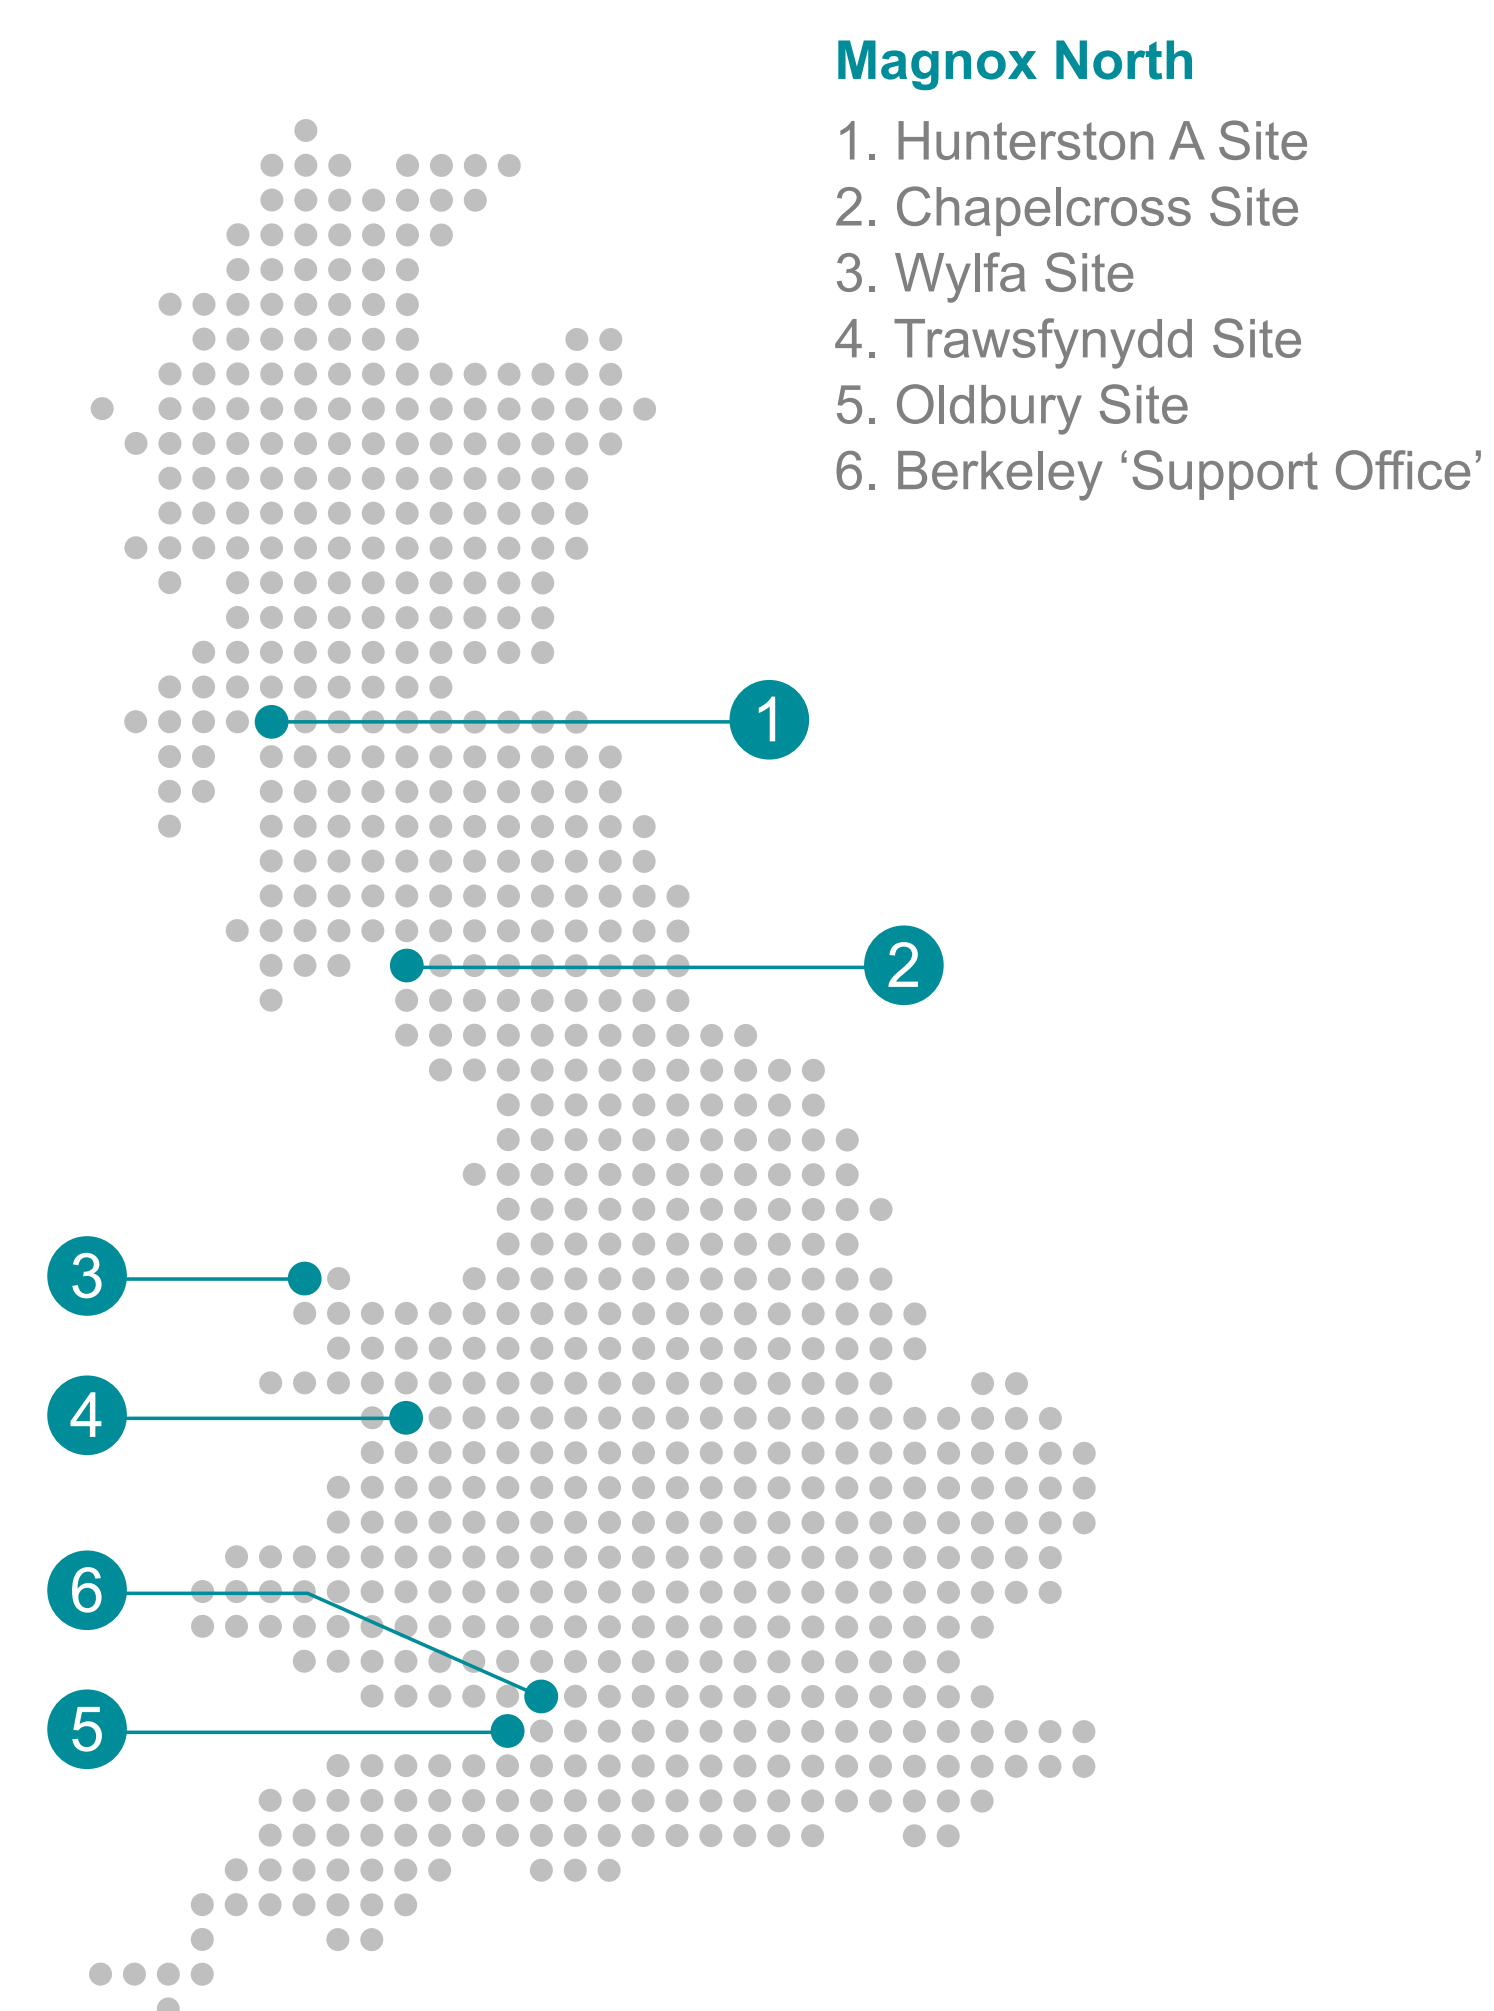 Magnox North
1. Hunterston A Site
2. Chapelcross Site
3. Wylfa Site
4. Trawsfynydd Site
5. Oldbury Site
6. Berkeley ‘Support Office’
1
2
3
4
6
5